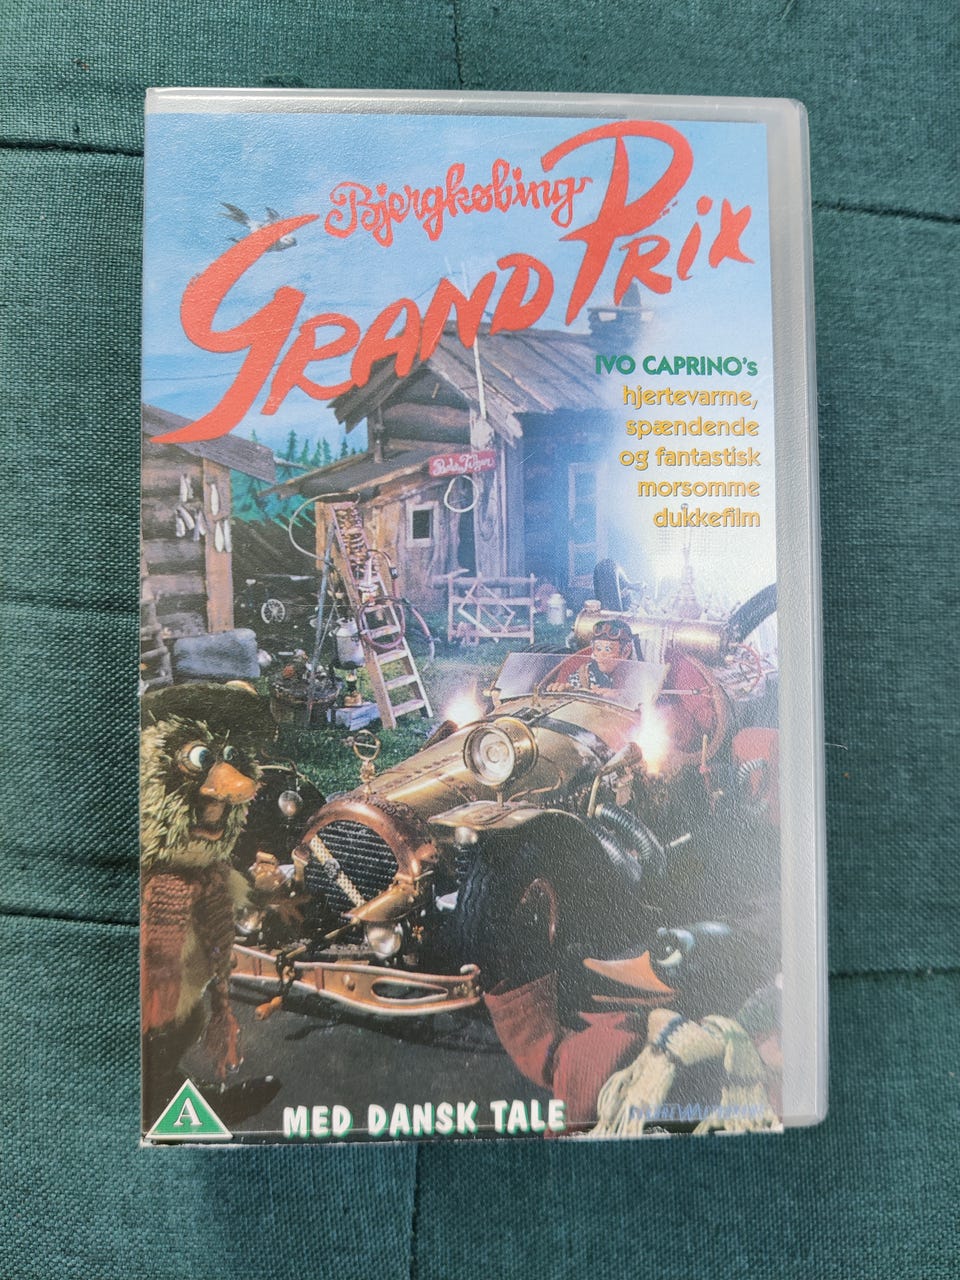 Bjergkøbing
GRAND PRIX
IVO CAPRINO's
hjertevarme,
spændende
og fantastisk
morsomme
dukkefilm
A
MED DANSK TALE